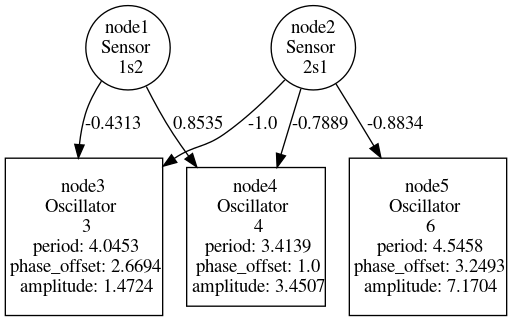 node1
Sensor
1s2
node2
Sensor
2s1
-0.4313
0.8535
-1.0
-0.7889
-0.8834
node3
Oscillator
3
period: 4.0453
phase_offset: 2.6694
amplitude: 1.4724
node4
Oscillator
4
period: 3.4139
phase_offset: 1.0
amplitude: 3.4507
node5
Oscillator
6
period: 4.5458
phase_offset: 3.2493
amplitude: 7.1704